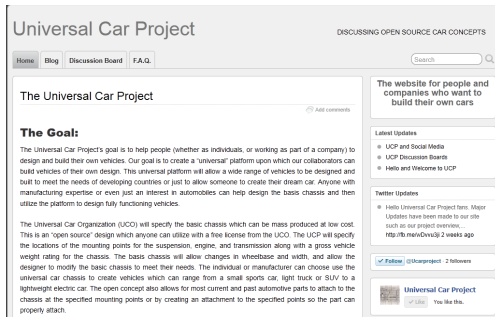 Universal Car Project
DISCUSSING OPEN SOURCE CAR CONCEPTS
Home Blog Discussion Board F.A.Q.
Search
The Universal Car Project
Add comments
The Goal:
The Universal Car Project's goal is to help people (whether as individuals, or working as part of a company) to
design and build their own vehicles. Our goal is to create a "universal" platform upon which our collaborators can
build vehicles of their own design. This universal platform will allow a wide range of vehicles to be designed and
built to meet the needs of developing countries or just to allow someone to create their dream car. Anyone with
manufacturing expertise or even just an interest in automobiles can help design the basis chassis and then
utilize the platform to design fully functioning vehicles.
The Universal Car Organization (UCO) will specify the basic chassis which can be mass produced at low cost.
This is an "open source" design which anyone can utilize with a free license from the UCO. The UCP will specify
the locations of the mounting points for the suspension, engine, and transmission along with a gross vehicle
weight rating for the chassis. The basis chassis will allow changes in wheelbase and width, and allow the
designer to modify the basic chassis to meet their needs. The individual or manufacturer can choose use the
universal car chassis to create vehicles which can range from a small sports car, light truck or SUV to a
lightweight electric car. The open concept also allows for most current and past automotive parts to attach to the
chassis at the specified mounting points or by creating an attachment to the specified points so the part can
properly attach.
The website for people and
companies who want to
build their own cars
Latest Updates
UCP and Social Media
UCP Discussion Boards
Hello and Welcome to UCP
Twitter Updates
Hello Universal Car Project fans. Major
Updates have been made to our site
such as our project overview,...
http://fb.me/wDvvu3ji 2 weeks ago
Follow @Ucarproject 2 followers
Universal Car Project
Like You like this.